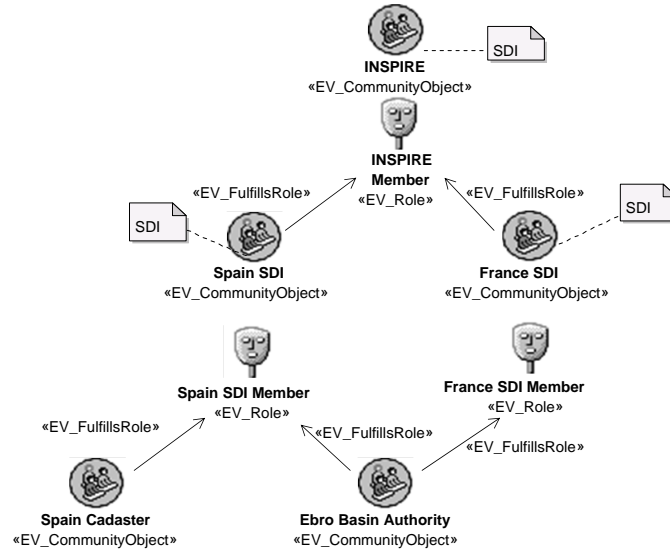 SDI
INSPIRE
«EV_CommunityObject»
INSPIRE
Member
«EV_Role»
«EV_FulfillsRole»
«EV_FulfillsRole»
SDI
SDI
Spain SDI
«EV_CommunityObject»
France SDI
«EV_CommunityObject»
Spain SDI Member
«EV_Role»
France SDI Member
«EV_Role»
«EV_FulfillsRole»
«EV_FulfillsRole»
«EV_FulfillsRole»
Spain Cadaster
«EV_CommunityObject»
Ebro Basin Authority
«EV_CommunityObject»